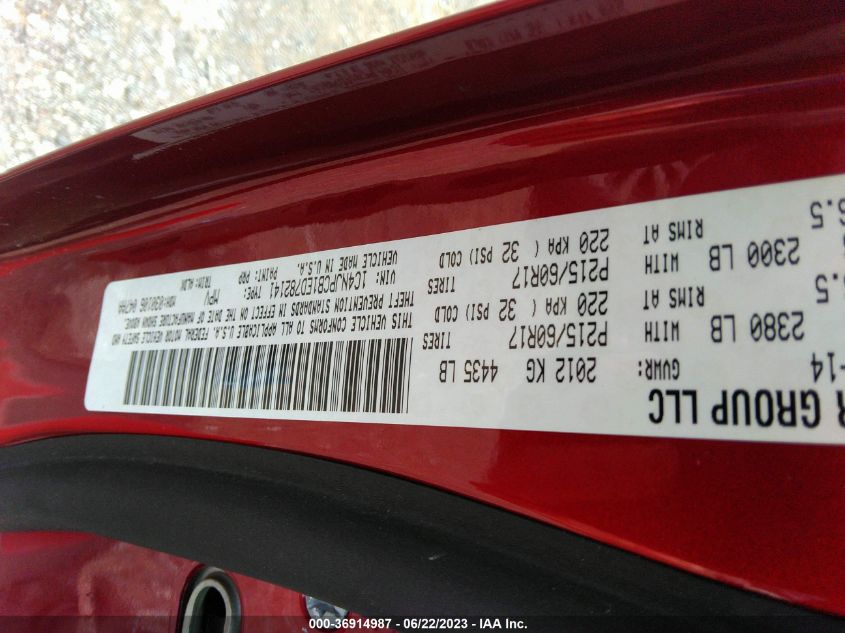 R GROUP LLC
-14
GVWR: 2012 KG 4435 LB
2380 LB WITH P215/60R17 TIRES
RIMS AT 220 KPA ( 32 PSI) COLD
2300 LB WITH P215/60R17 TIRES
6.5 RIMS AT 220 KPA ( 32 PSI) COLD
THIS VEHICLE CONFORMS TO ALL APPLICABLE U.S.A. FEDERAL MOTOR VEHICLE SAFETY AND
THEFT PREVENTION STANDARDS IN EFFECT ON THE DATE OF MANUFACTURE SHOWN ABOVE.
VIN: 1C4NJPCB1ED782141 TYPE: MPV
PAINT: PRP
VEHICLE MADE IN U.S.A.
000-36914987 - 06/22/2023 - IAA Inc.